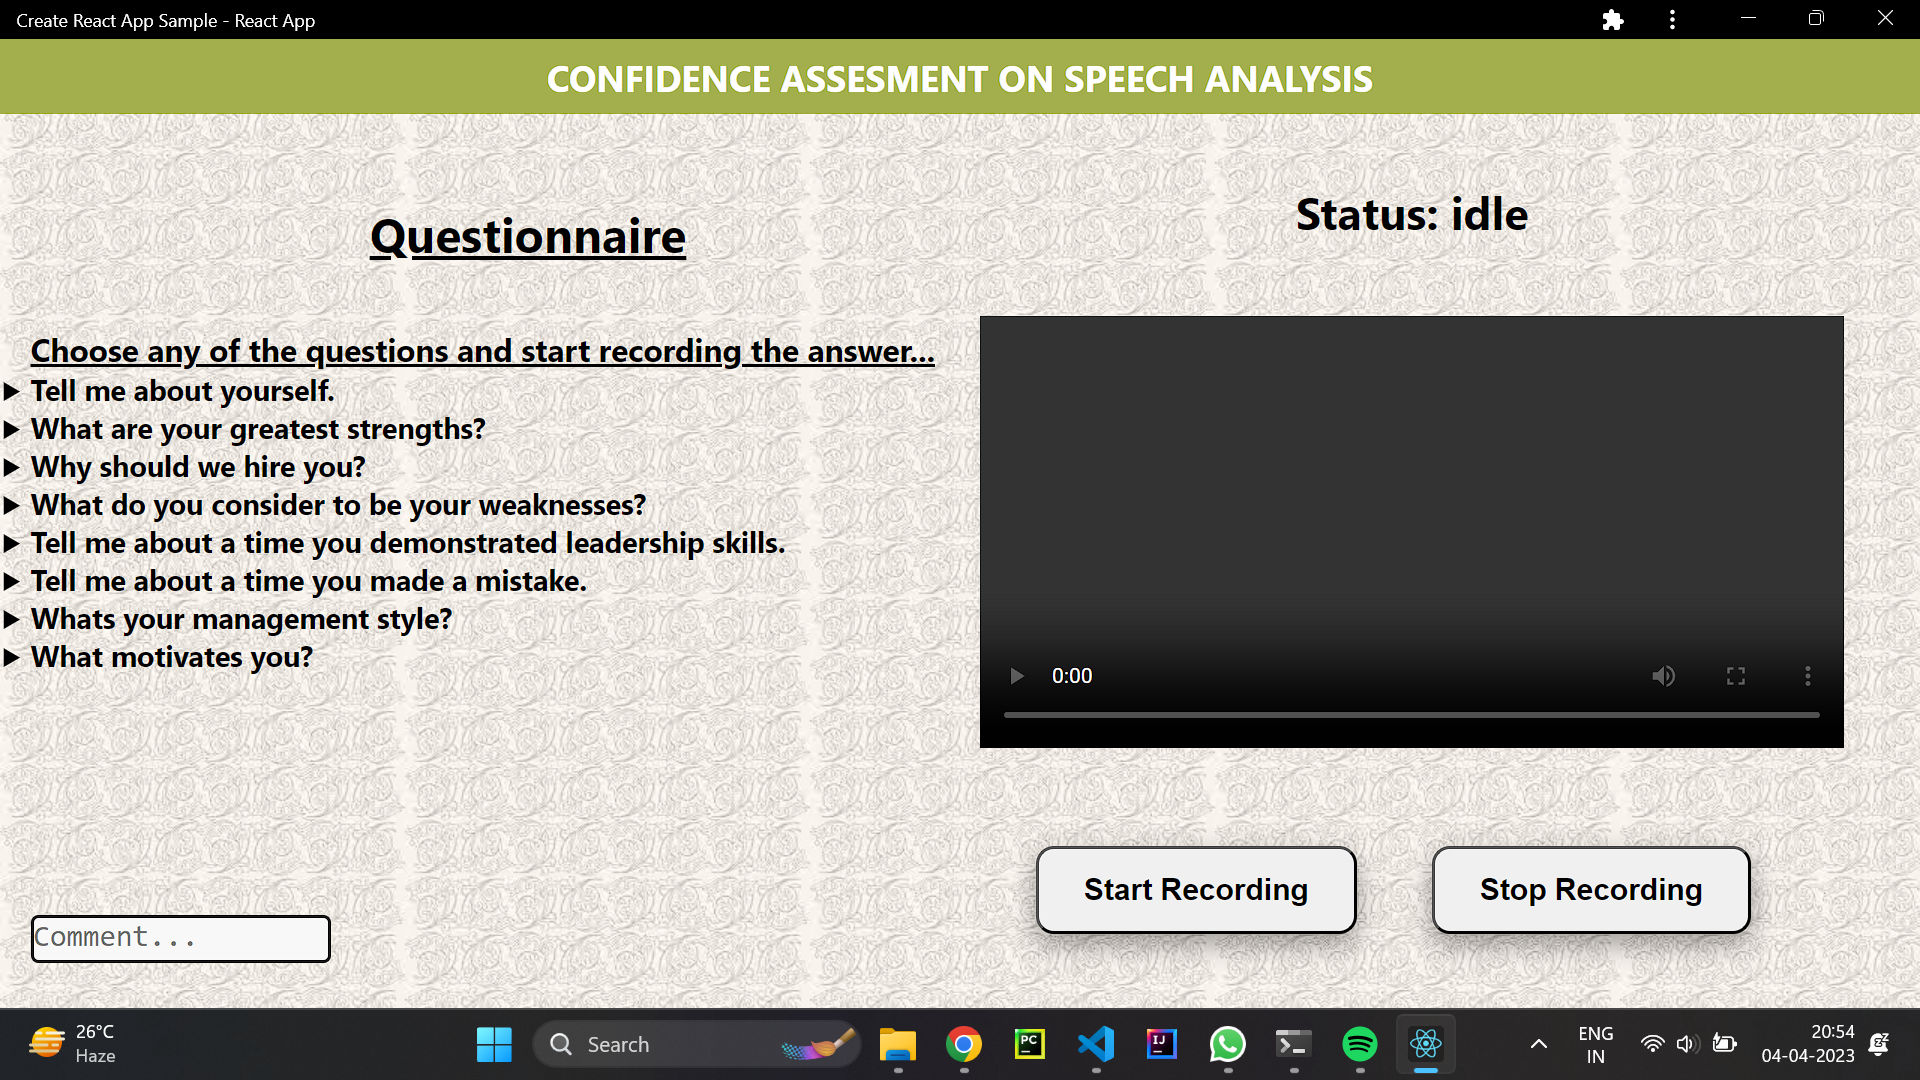 Create React App Sample - React App
CONFIDENCE ASSESMENT ON SPEECH ANALYSIS
Questionnaire
Status: idle
Choose any of the questions and start recording the answer...
Tell me about yourself.
What are your greatest strengths?
Why should we hire you?
What do you consider to be your weaknesses?
Tell me about a time you demonstrated leadership skills.
Tell me about a time you made a mistake.
Whats your management style?
What motivates you?
0:00
Start Recording
Stop Recording
Comment...
26°C
Haze
Search
PC
IJ
ENG
IN
20:54
04-04-2023